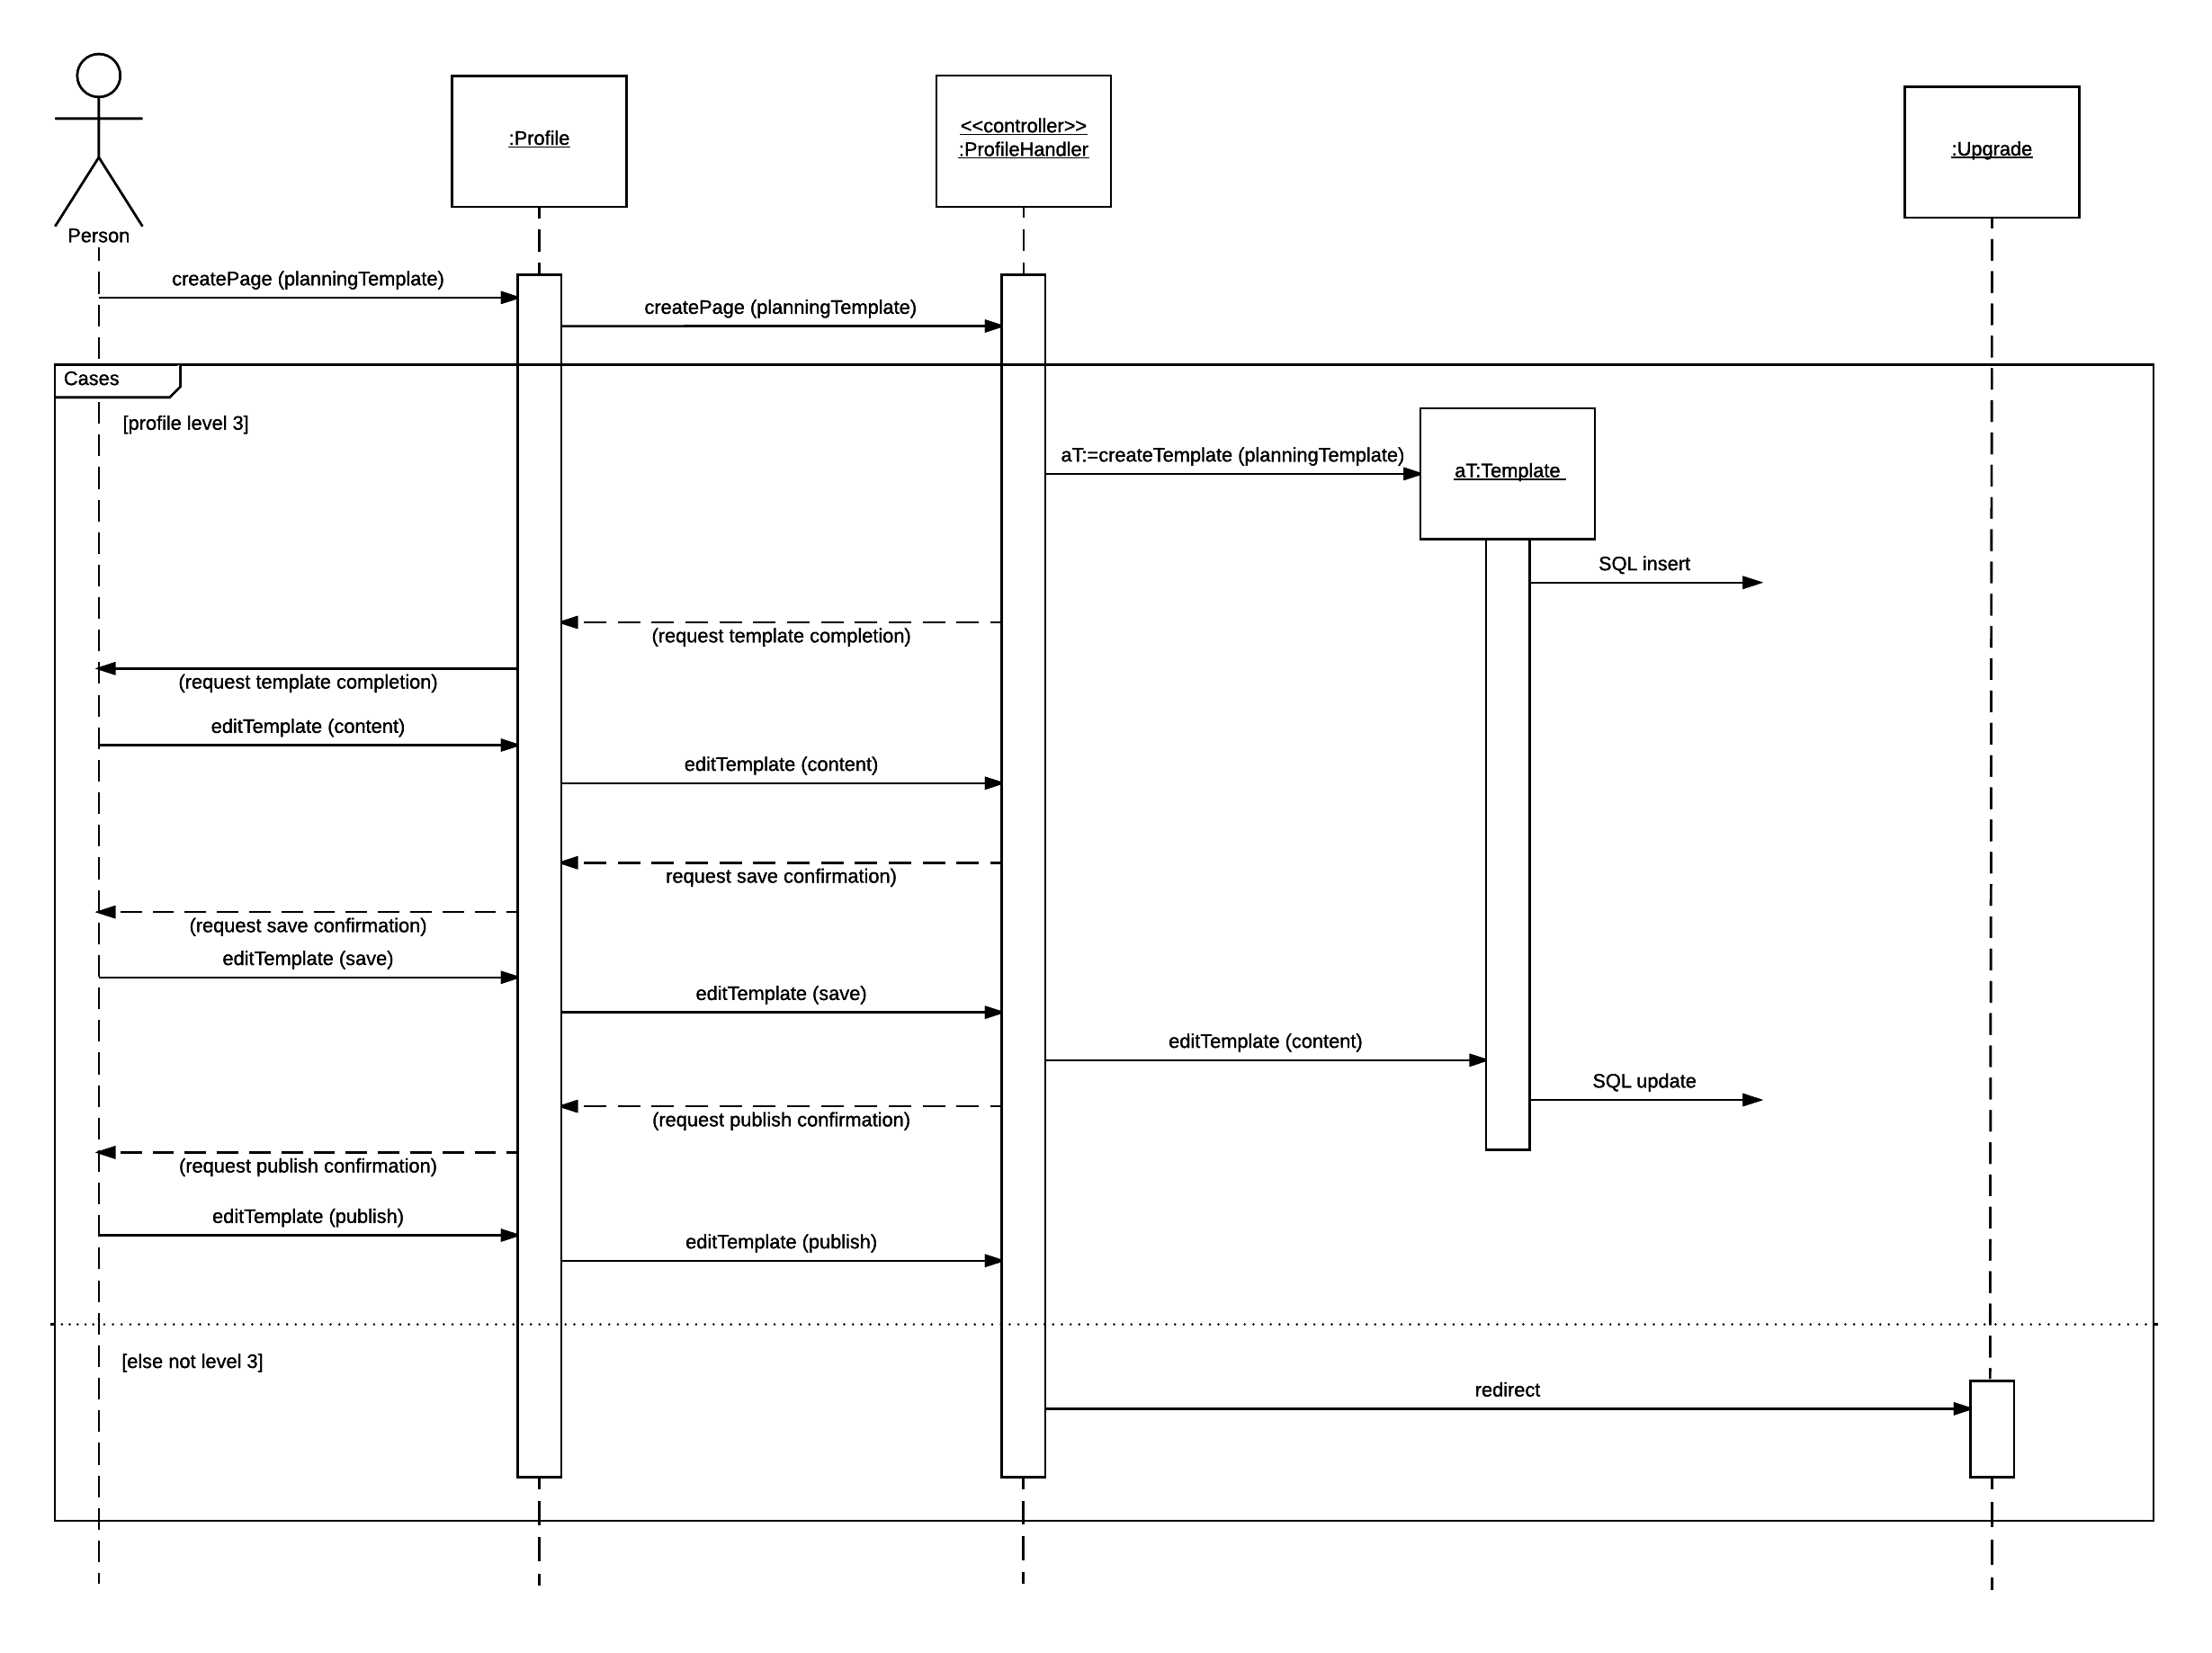 :Profile
<<controller>>
:ProfileHandler
:Upgrade
Person
createPage (planningTemplate)
createPage (planningTemplate)
Cases
[profile level 3]
aT:=createTemplate (planningTemplate)
aT:Template
SQL insert
(request template completion)
(request template completion)
editTemplate (content)
editTemplate (content)
request save confirmation)
(request save confirmation)
editTemplate (save)
editTemplate (save)
editTemplate (content)
SQL update
(request publish confirmation)
(request publish confirmation)
editTemplate (publish)
editTemplate (publish)
[else not level 3]
redirect